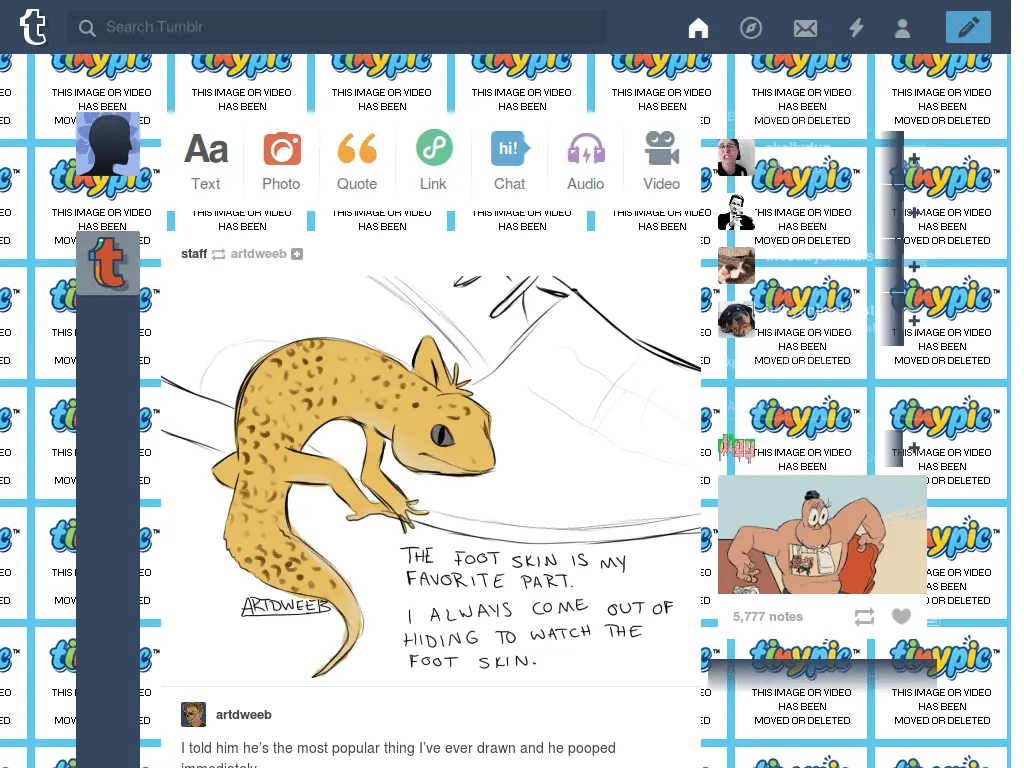 Search Tumblr
Aa
hi!
Text
Photo
Quote
Link
Chat
Audio
Video
staff
artdweeb
THE FOOT SKIN IS MY
FAVORITE PART.
I ALWAYS COME OUT OF
HIDING TO WATCH THE
FOOT SKIN.
ARTDWEEB
artdweeb
I told him he's the most popular thing I've ever drawn and he pooped
immediately
5,777 notes
tinypic™
THIS IMAGE OR VIDEO
HAS BEEN
MOVED OR DELETED